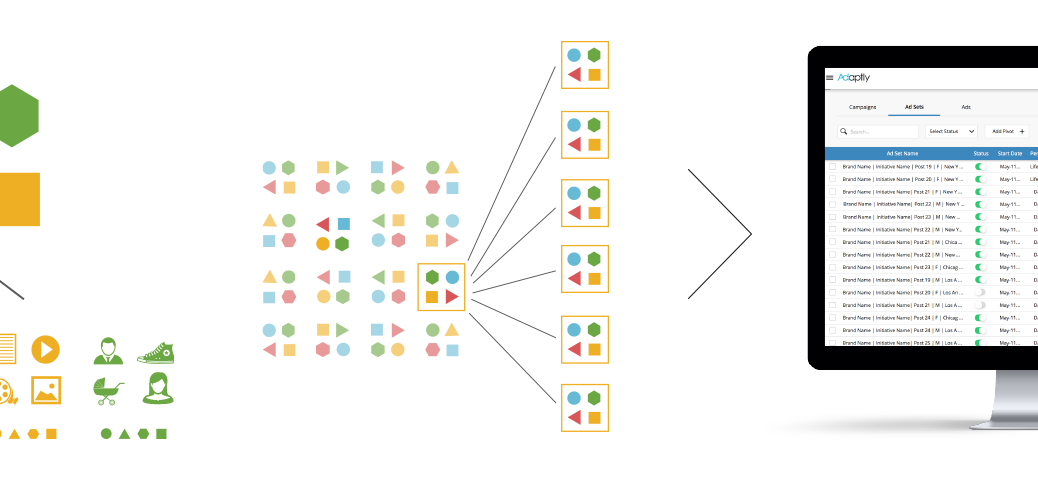 Adaptly
Campaigns Ad Sets Ads
Search... Select Status Add Pivot +
Ad Set Name Status Start Date
Brand Name | Initiative Name | Post 19 | F | New Y... May-11...
Brand Name | Initiative Name | Post 20 | F | New Y... May-11...
Brand Name | Initiative Name| Post 21 | F | New Y... May-11...
Brand Name | Initiative Name| Post 22 | M | New Y... May-11...
Brand Name | Initiative Name| Post 23 | M | New ... May-11...
Brand Name | Initiative Name| Post 22 | M | New Y... May-11...
Brand Name | Initiative Name| Post 21 | M | Chica... May-11...
Brand Name | Initiative Name| Post 22 | M | New ... May-11...
Brand Name | Initiative Name| Post 23 | F | Chicag... May-11...
Brand Name | Initiative Name| Post 19 | M | Los A... May-11...
Brand Name | Initiative Name| Post 20 | F | Los An... May-11...
Brand Name | Initiative Name| Post 21 | M | Los A... May-11...
Brand Name | Initiative Name| Post 24 | F | Chicag... May-11...
Brand Name | Initiative Name| Post 24 | M | Los A... May-11...
Brand Name | Initiative Name| Post 25 | M | Los A... May-11...